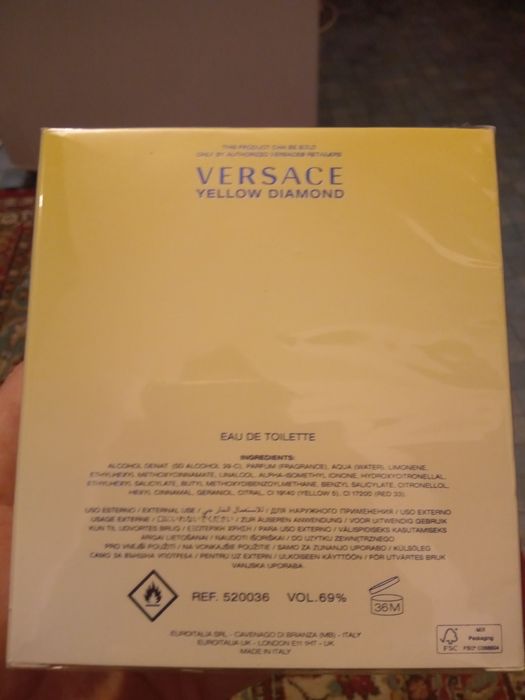 THIS PRODUCT CAN BE SOLD
ONLY BY AUTHORIZED VERSACE RETAILERS
VERSACE
YELLOW DIAMOND
EAU DE TOILETTE
INGREDIENTS:
ALCOHOL DENAT. (SD ALCOHOL 39-C), PARFUM (FRAGRANCE), AQUA (WATER), LIMONENE,
ETHYLHEXYL METHOXYCINNAMATE, LINALOOL, ALPHA-ISOMETHYL IONONE, HYDROXYCITRONELLAL,
ETHYLHEXYL SALICYLATE, BUTYL METHOXYDIBENZOYLMETHANE, BENZYL SALICYLATE, CITRONELLOL,
HEXYL CINNAMAL, GERANIOL, CITRAL, CI 19140 (YELLOW 5), CI 17200 (RED 33).
USO ESTERNO / EXTERNAL USE / للاستعمال الخارجي / ДЛЯ НАРУЖНОГО ПРИМЕНЕНИЯ / USO EXTERNO
USAGE EXTERNE / ZUR ÄUSEREN ANWENDUNG / VOOR UITWENDIG GEBRUIK
KUN TIL UDVORTES BRUG / ΕΞΩΤΕΡΙΚΗ ΧΡΗΣΗ / PARA USO EXTERNO / VÄLISPIDISEKS KASUTAMISEKS
ĀRĪGAI LIETOŠANAI / NAUDOTI IŠORIŠKAI / DO UŻYTKU ZEWNĘTRZNEGO
PRO VNĚJŠÍ POUŽITÍ / NA VONKAJŠIE POUŽITIE / SAMO ZA ZUNANJO UPORABO / KÜLSŐLEG
САМО ЗА ВЪНШНА УПОТРЕБА / PENTRU UZ EXTERN / ULKOISEEN KÄYTTÖÖN / FÖR UTVÄRTES BRUK
VANJSKA UPORABA
REF. 520036 VOL.69% 36M
EUROITALIA SRL - CAVENAGO DI BRIANZA (MB) - ITALY
EUROITALIA UK - LONDON E11 1HT - UK
MADE IN ITALY
FSC
MIX
Packaging